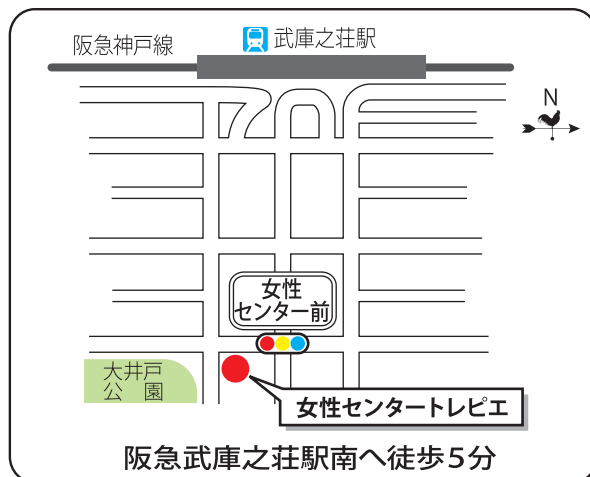 阪急神戸線
武庫之荘駅
N
女性
センター前
大井戸
公 園
女性センタートレピエ
阪急武庫之荘駅南へ徒歩5分